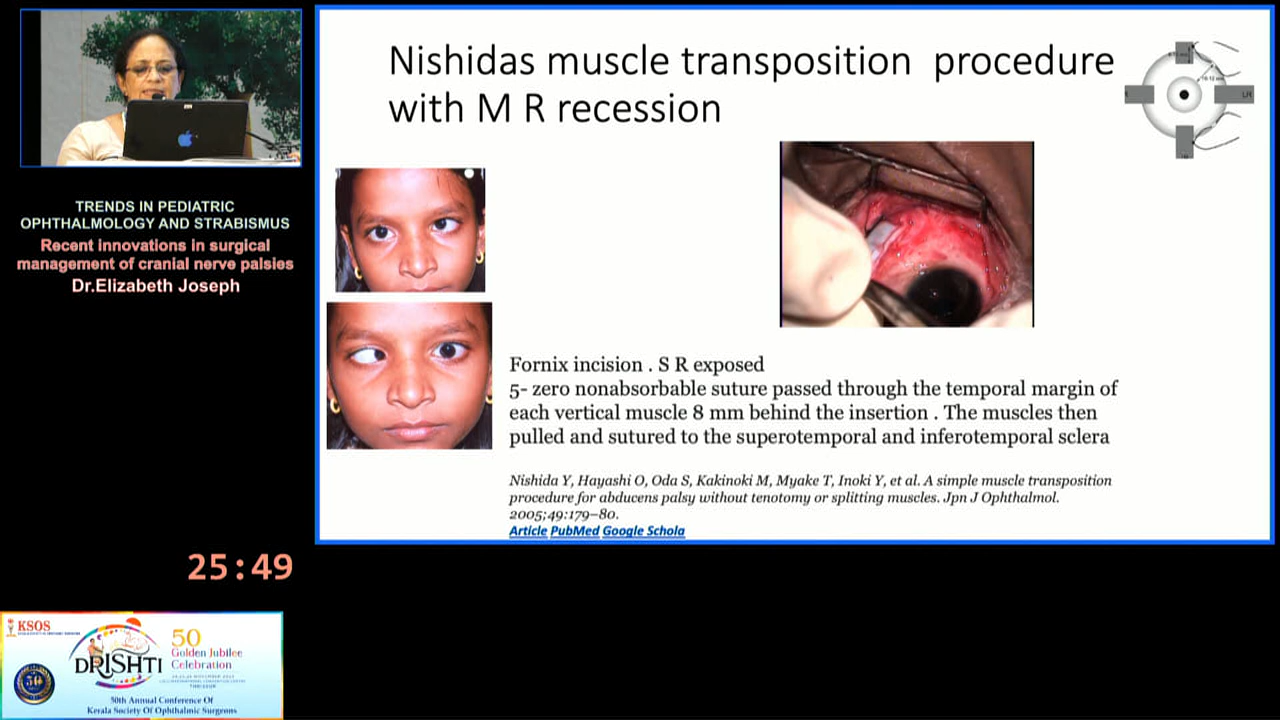 TRENDS IN PEDIATRIC
OPHTHALMOLOGY AND STRABISMUS
Recent innovations in surgical
management of cranial nerve palsies
Dr.Elizabeth Joseph
Nishidas muscle transposition procedure
with M R recession
LR
Fornix incision . S R exposed
5- zero nonabsorbable suture passed through the temporal margin of
each vertical muscle 8 mm behind the insertion . The muscles then
pulled and sutured to the superotemporal and inferotemporal sclera
Nishida Y, Hayashi O, Oda S, Kakinoki M, Myake T, Inoki Y, et al. A simple muscle transposition
procedure for abducens palsy without tenotomy or splitting muscles. Jpn J Ophthalmol.
2005;49:179–80.
Article PubMed Google Schola
25:49
KSOS
50
Golden Jubilee
Celebration
DRISHTI
50th Annual Conference Of
Kerala Society Of Ophthalmic Surgeons